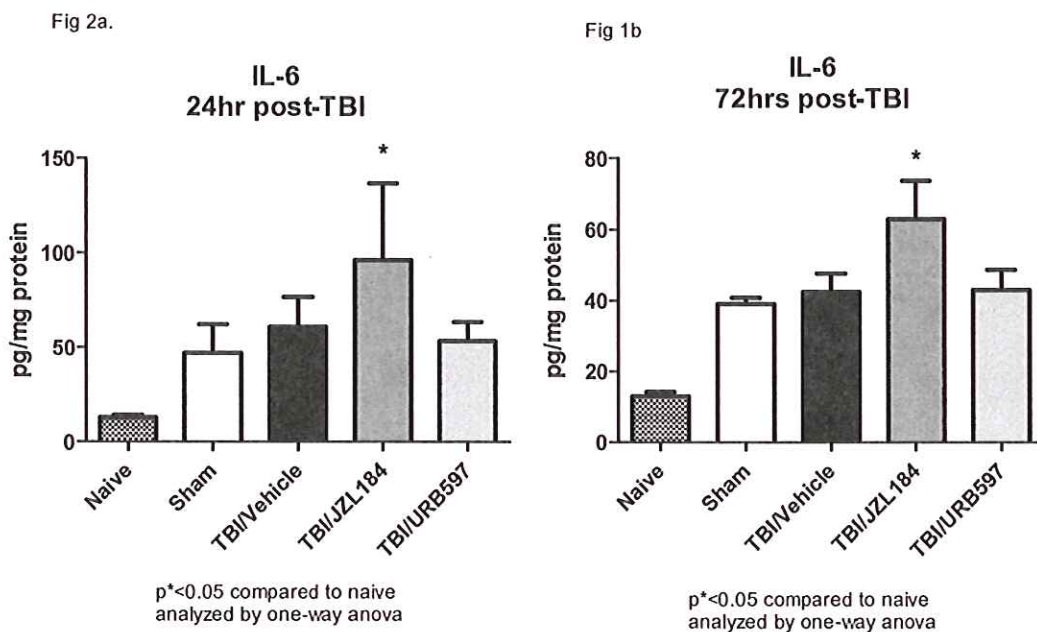 Fig 2a.
IL-6
24hr post-TBI
*
pg/mg protein
150
100
50
0
Naive
Sham
TBI/Vehicle
TBI/JZL184
TBI/URB597
p*<0.05 compared to naive
analyzed by one-way anova
Fig 1b
IL-6
72hrs post-TBI
*
pg/mg protein
80
60
40
20
0
Naive
Sham
TBI/Vehicle
TBI/JZL184
TBI/URB597
p*<0.05 compared to naive
analyzed by one-way anova